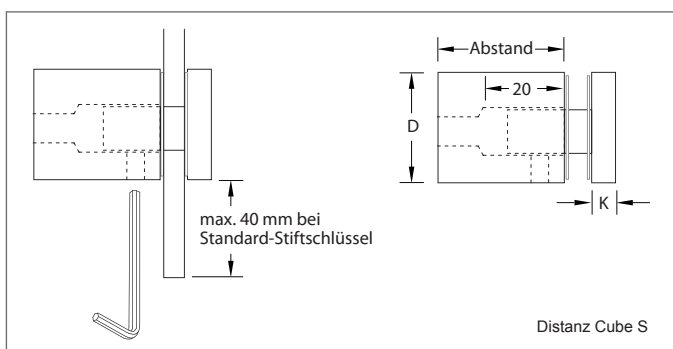 Abstand
20
D
K
max. 40 mm bei
Standard-Stiftschlüssel
Distanz Cube S